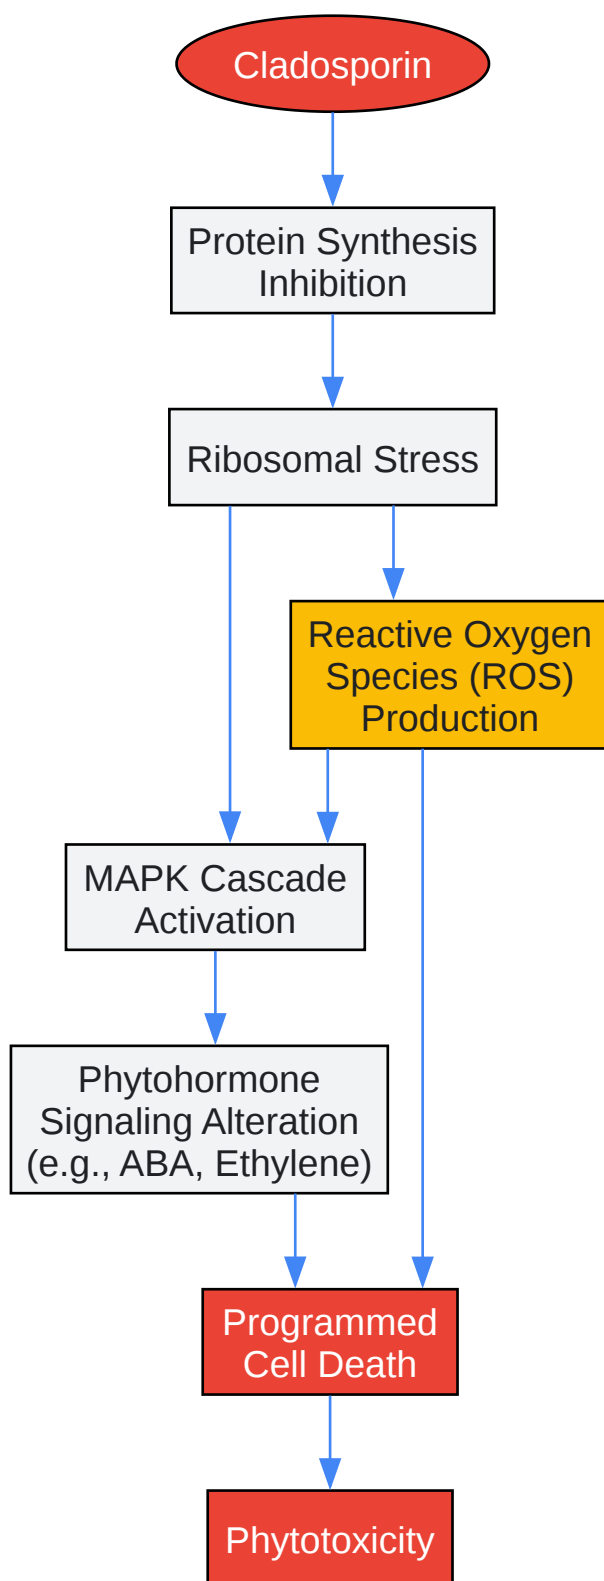 Cladosporin
Protein Synthesis
Inhibition
Ribosomal Stress
Reactive Oxygen
Species (ROS)
Production
MAPK Cascade
Activation
Phytohormone
Signaling Alteration
(e.g., ABA, Ethylene)
Programmed
Cell Death
Phytotoxicity